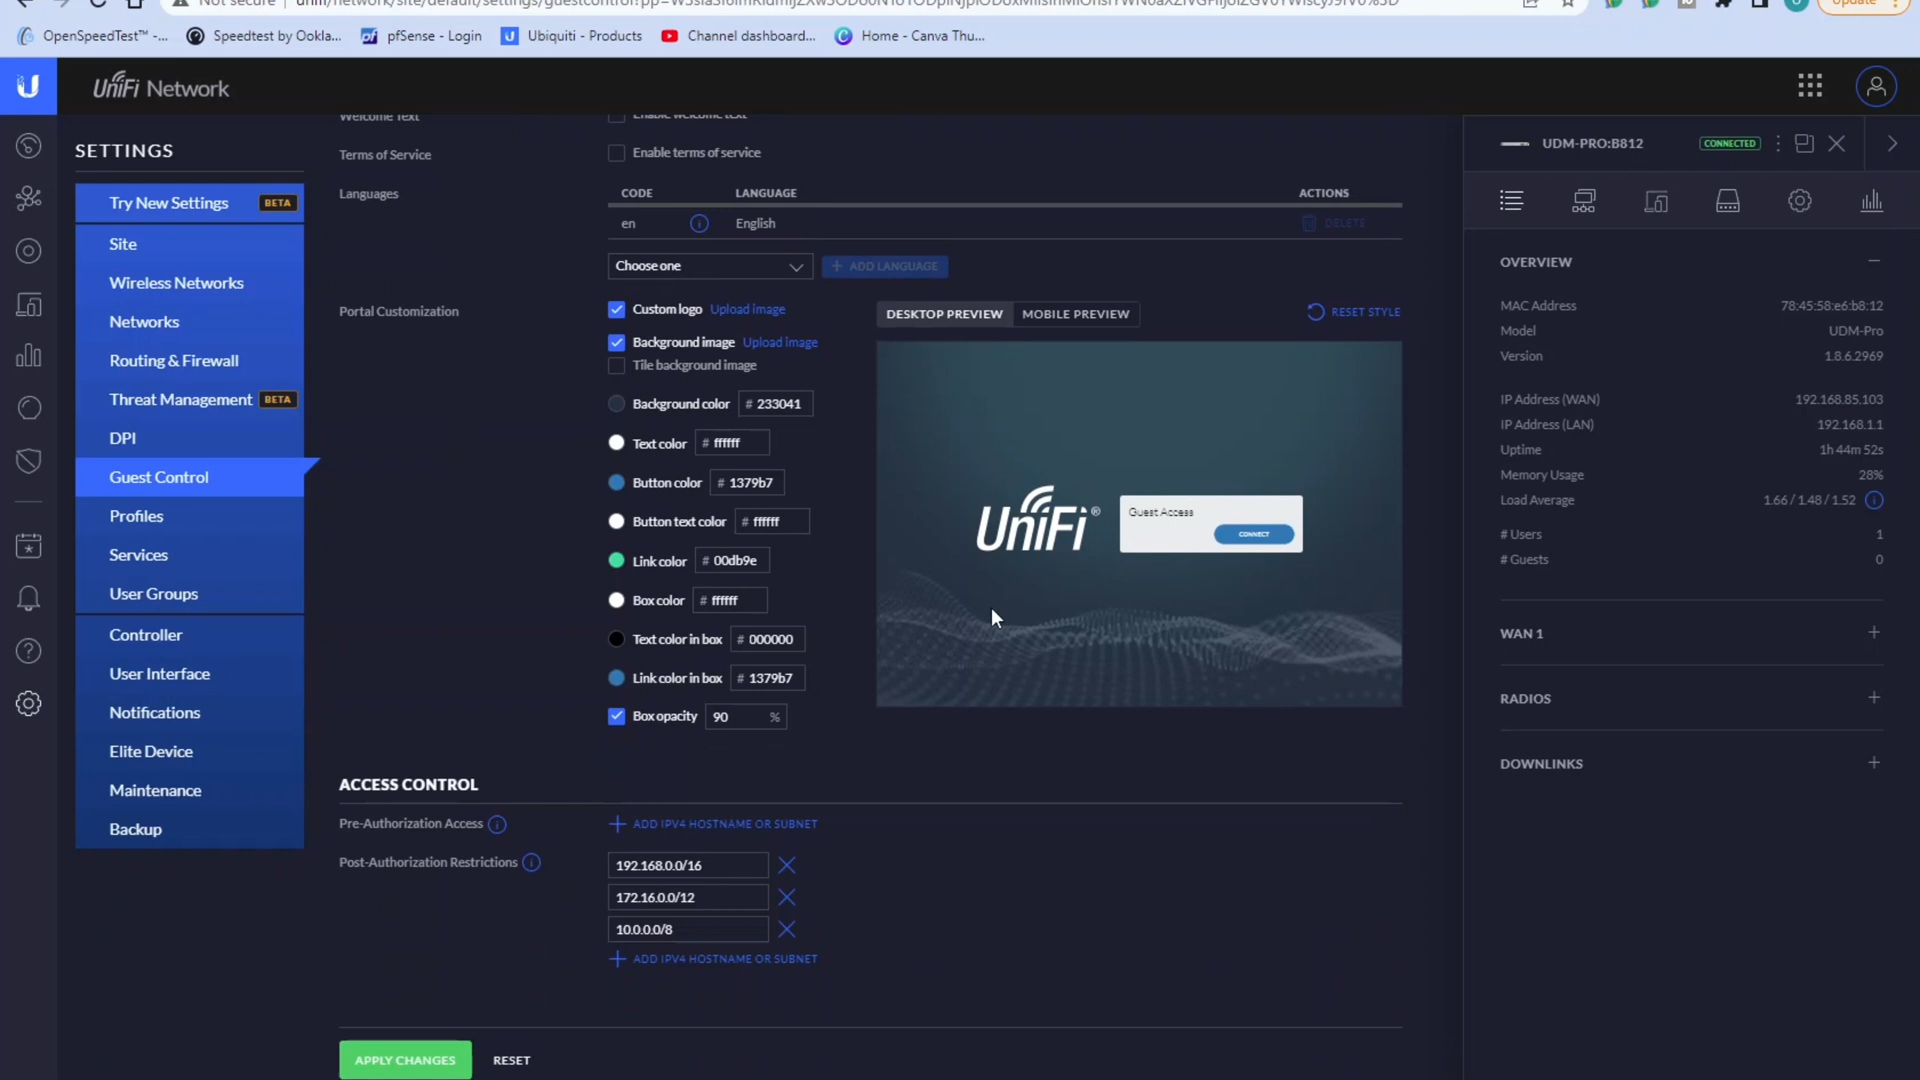 Not secure
Update
OpenSpeedTest™ -...
Speedtest by Ookla...
pfSense - Login
Ubiquiti - Products
Channel dashboard...
Home - Canva Thu...
UniFi Network
SETTINGS
Try New Settings BETA
Site
Wireless Networks
Networks
Routing & Firewall
Threat Management BETA
DPI
Guest Control
Profiles
Services
User Groups
Controller
User Interface
Notifications
Elite Device
Maintenance
Backup
Welcome Text
Enable welcome text
Terms of Service
Enable terms of service
Languages
CODE LANGUAGE ACTIONS
en English DELETE
Choose one
ADD LANGUAGE
Portal Customization
Custom logo Upload image
Background image Upload image
Tile background image
Background color # 233041
Text color # ffffff
Button color # 1379b7
Button text color # ffffff
Link color # 00db9e
Box color # ffffff
Text color in box # 000000
Link color in box # 1379b7
Box opacity 90 %
DESKTOP PREVIEW MOBILE PREVIEW
RESET STYLE
UniFi®
Guest Access
CONNECT
ACCESS CONTROL
Pre-Authorization Access
ADD IPV4 HOSTNAME OR SUBNET
Post-Authorization Restrictions
192.168.0.0/16
172.16.0.0/12
10.0.0.0/8
ADD IPV4 HOSTNAME OR SUBNET
APPLY CHANGES RESET
UDM-PRO:B812
CONNECTED
OVERVIEW
MAC Address 78:45:58:e6:b8:12
Model UDM-Pro
Version 1.8.6.2969
IP Address (WAN) 192.168.85.103
IP Address (LAN) 192.168.1.1
Uptime 1h 44m 52s
Memory Usage 28%
Load Average 1.66 / 1.48 / 1.52
# Users 1
# Guests 0
WAN 1
RADIOS
DOWNLINKS